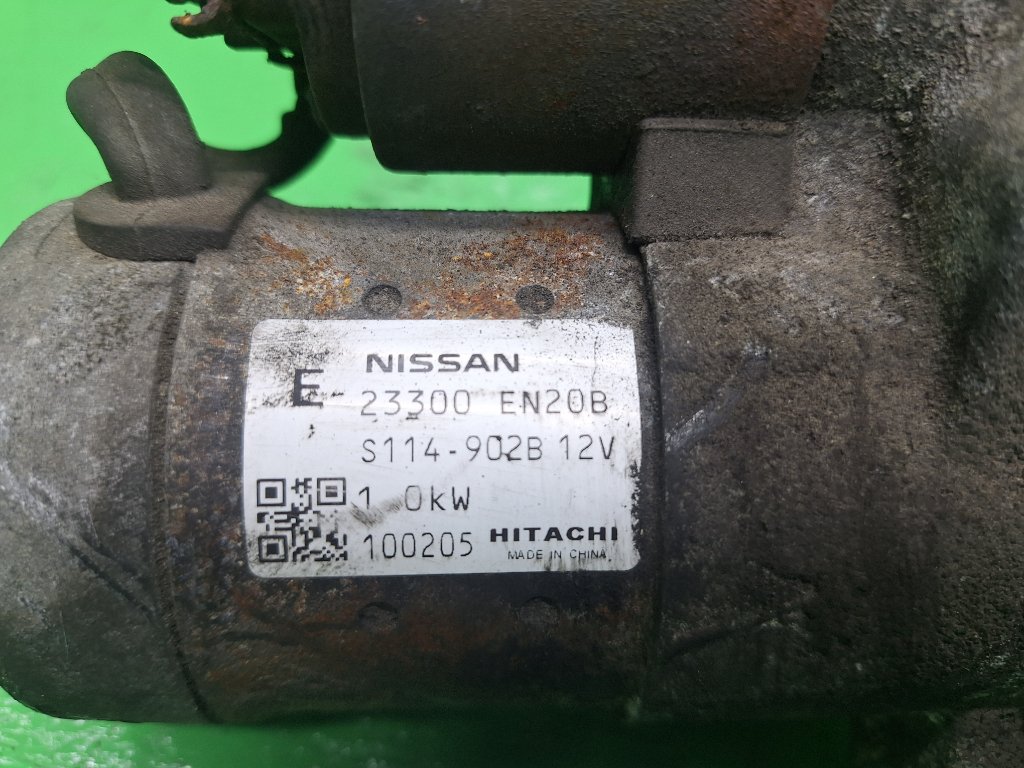 NISSAN
E- 23300 EN20B
S114-902B 12V
1.0kW
100205 HITACHI
MADE IN CHINA